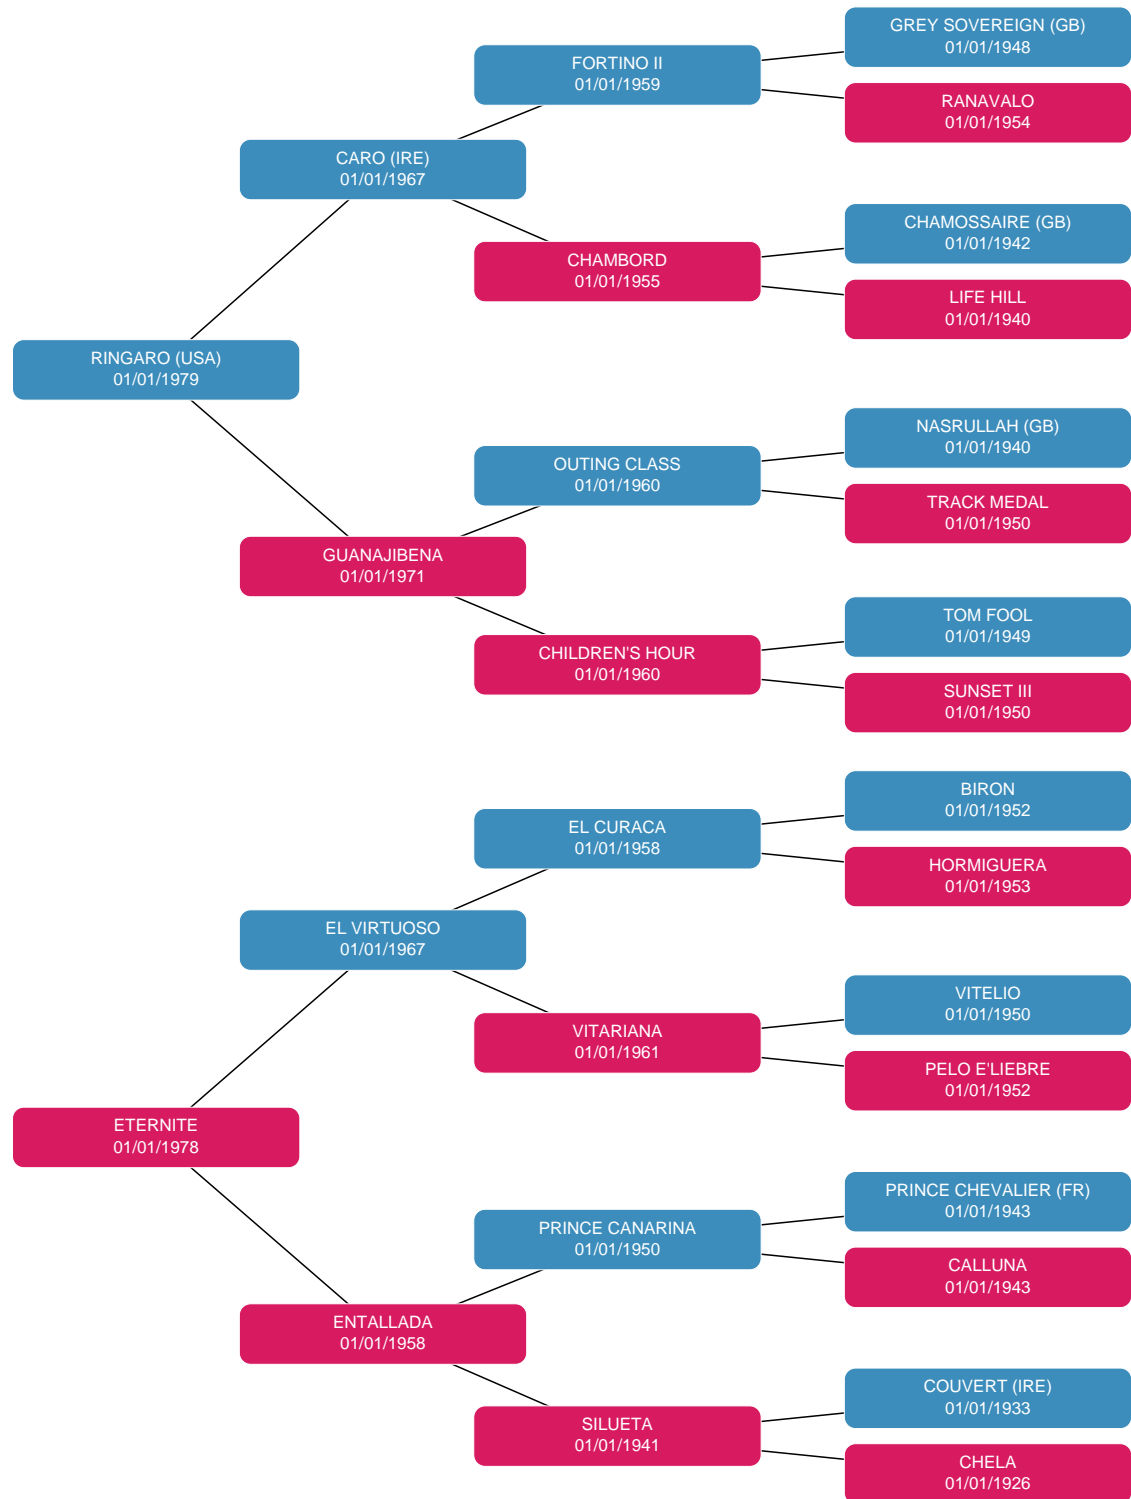 GREY SOVEREIGN (GB)
01/01/1948
FORTINO II
01/01/1959
RANAVALO
01/01/1954
CARO (IRE)
01/01/1967
CHAMOSSAIRE (GB)
01/01/1942
CHAMBORD
01/01/1955
LIFE HILL
01/01/1940
RINGARO (USA)
01/01/1979
NASRULLAH (GB)
01/01/1940
OUTING CLASS
01/01/1960
TRACK MEDAL
01/01/1950
GUANAJIBENA
01/01/1971
TOM FOOL
01/01/1949
CHILDREN'S HOUR
01/01/1960
SUNSET III
01/01/1950
BIRON
01/01/1952
EL CURACA
01/01/1958
HORMIGUERA
01/01/1953
EL VIRTUOSO
01/01/1967
VITELIO
01/01/1950
VITARIANA
01/01/1961
PELO E'LIEBRE
01/01/1952
ETERNITE
01/01/1978
PRINCE CHEVALIER (FR)
01/01/1943
PRINCE CANARINA
01/01/1950
CALLUNA
01/01/1943
ENTALLADA
01/01/1958
COUVERT (IRE)
01/01/1933
SILUETA
01/01/1941
CHELA
01/01/1926